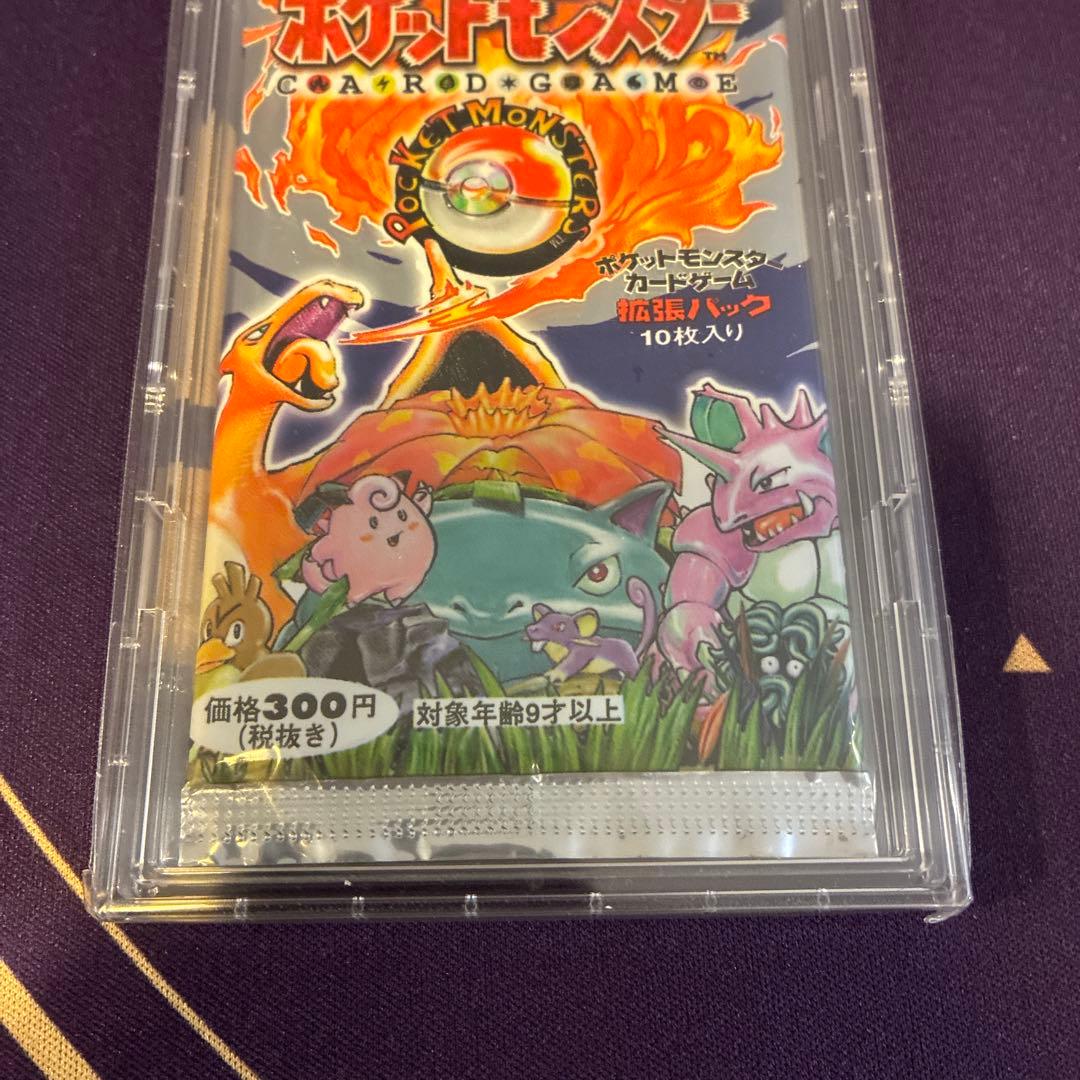 ポケットモンスター
TM
CARD GAME
POCKET MONSTERS
TM
ポケットモンスター
カードゲーム
拡張パック
10枚入り
価格300円
(税抜き)
対象年齢9才以上